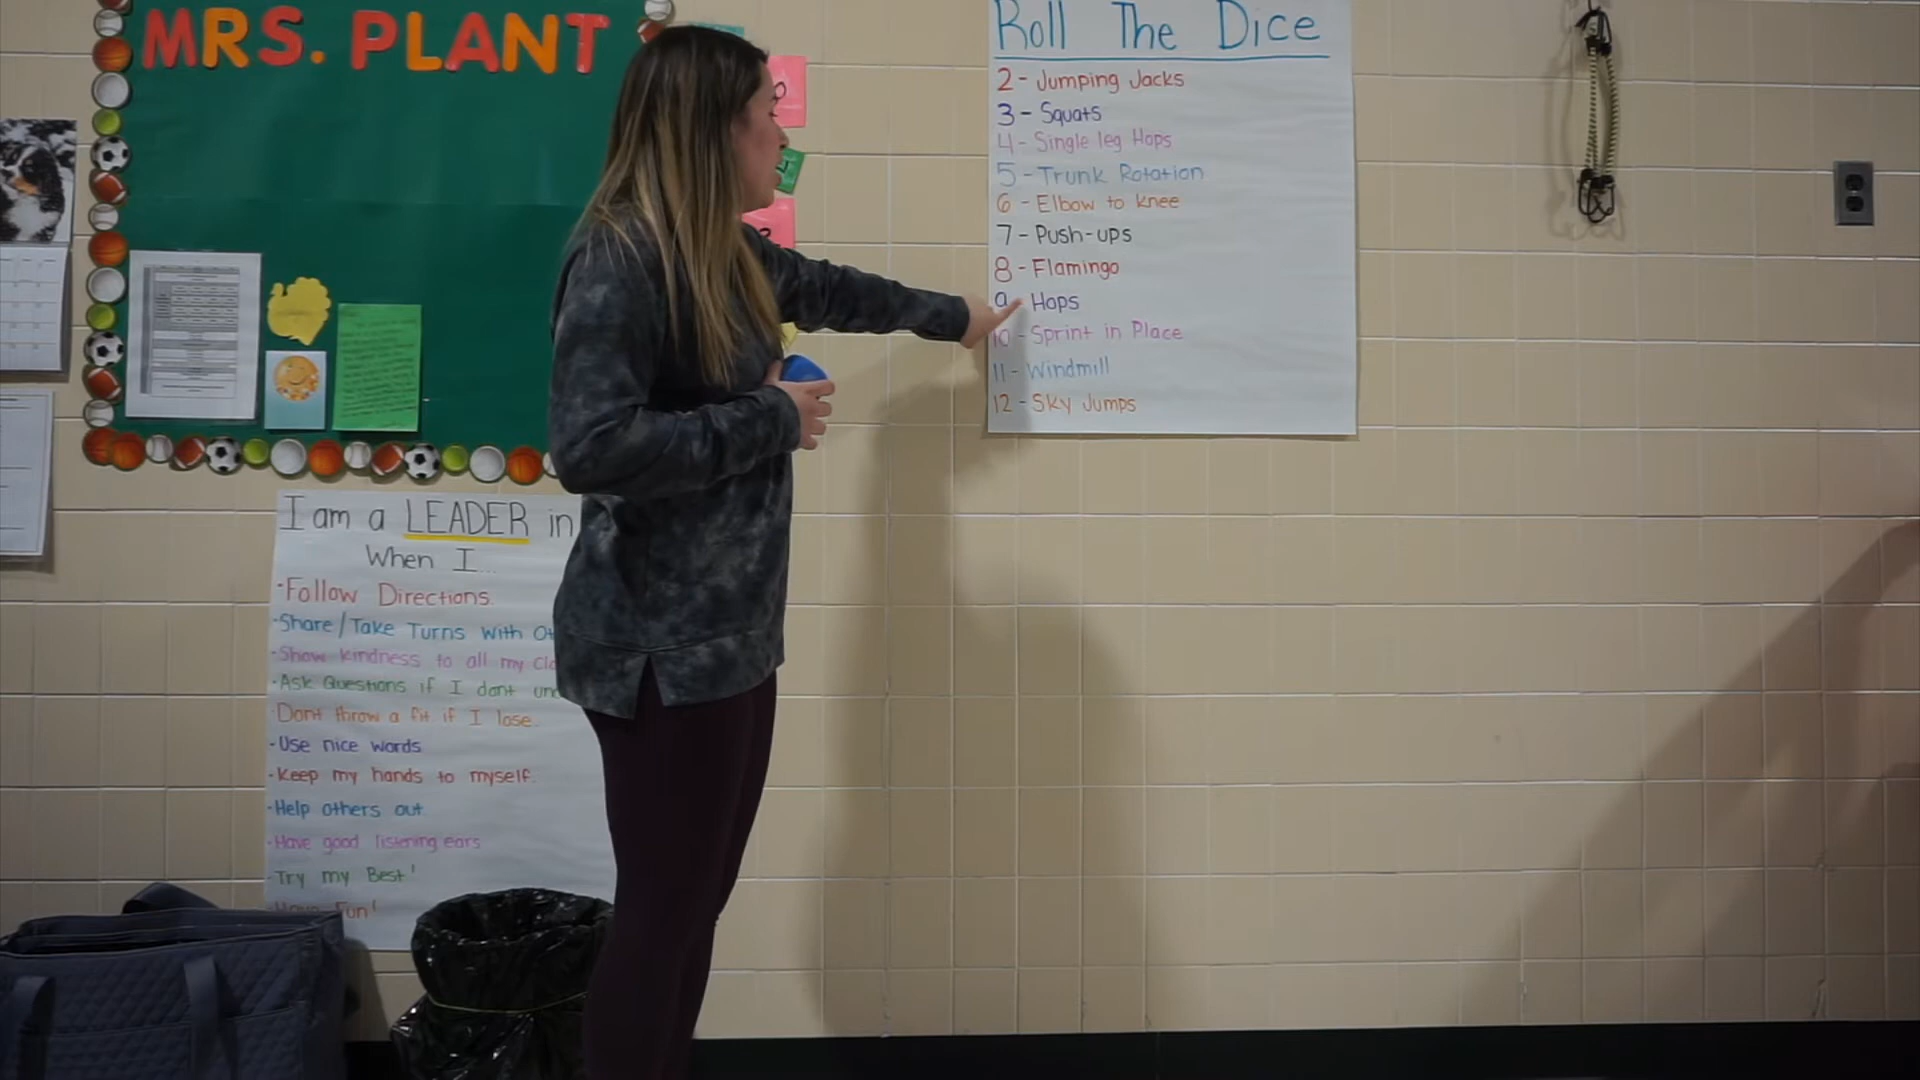 MRS. PLANT
Roll The Dice
2- Jumping Jacks
3 - Squats
4- Single leg Hops
5- Trunk Rotation
6 - Elbow to knee
7- Push-ups
8- Flamingo
9 Hops
10 - Sprint in Place
11- Windmill
12 - Sky Jumps
I am a LEADER in
When I...
-Follow Directions.
-Share/Take Turns with
-Show kindness to all my
-Ask Questions if I dont
Dont throw a fit if I lose.
-Use nice words
-Keep my hands to myself.
-Help others out
-Have good listening ears
-Try my Best!
Have Fun!